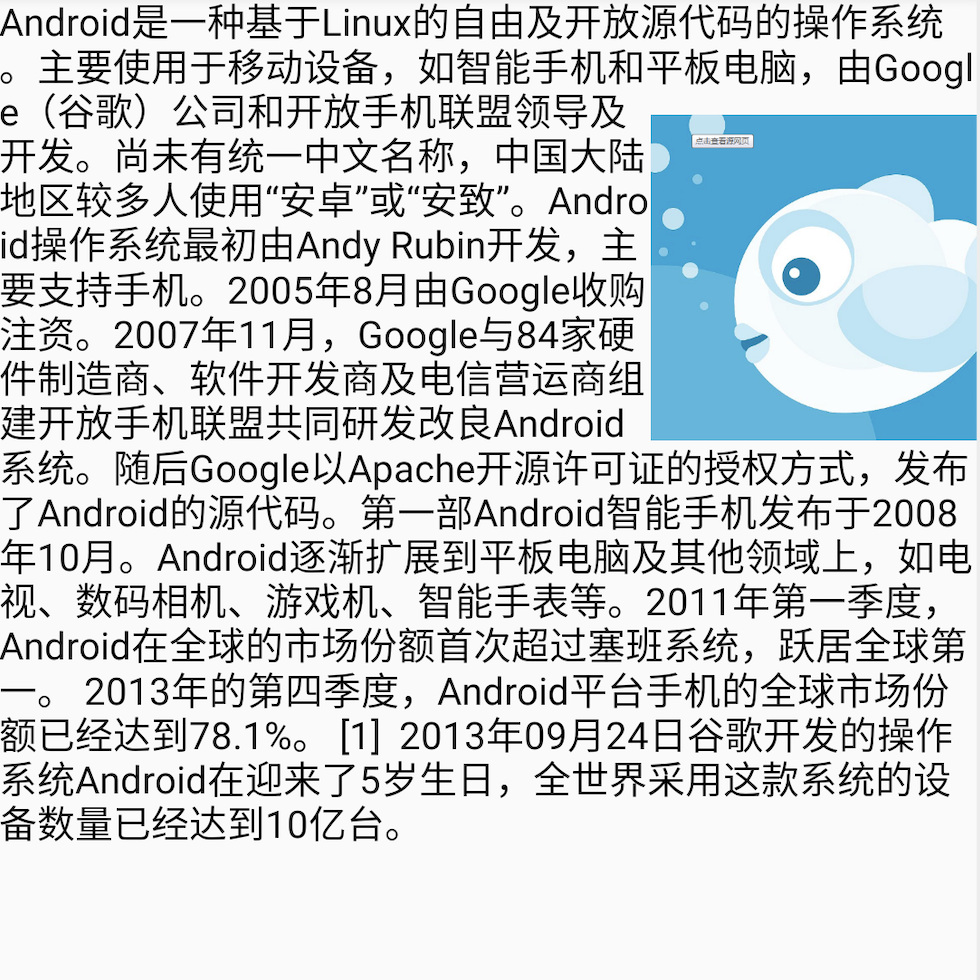 Android是一种基于Linux的自由及开放源代码的操作系统
。主要使用于移动设备，如智能手机和平板电脑，由Googl
e（谷歌）公司和开放手机联盟领导及
开发。尚未有统一中文名称，中国大陆
地区较多人使用“安卓”或“安致”。Andro
id操作系统最初由Andy Rubin开发，主
要支持手机。2005年8月由Google收购
注资。2007年11月，Google与84家硬
件制造商、软件开发商及电信营运商组
建开放手机联盟共同研发改良Android
点击查看源网页
系统。随后Google以Apache开源许可证的授权方式，发布
了Android的源代码。第一部Android智能手机发布于2008
年10月。Android逐渐扩展到平板电脑及其他领域上，如电
视、数码相机、游戏机、智能手表等。2011年第一季度，
Android在全球的市场份额首次超过塞班系统，跃居全球第
一。 2013年的第四季度，Android平台手机的全球市场份
额已经达到78.1%。 [1]  2013年09月24日谷歌开发的操作
系统Android在迎来了5岁生日，全世界采用这款系统的设
备数量已经达到10亿台。